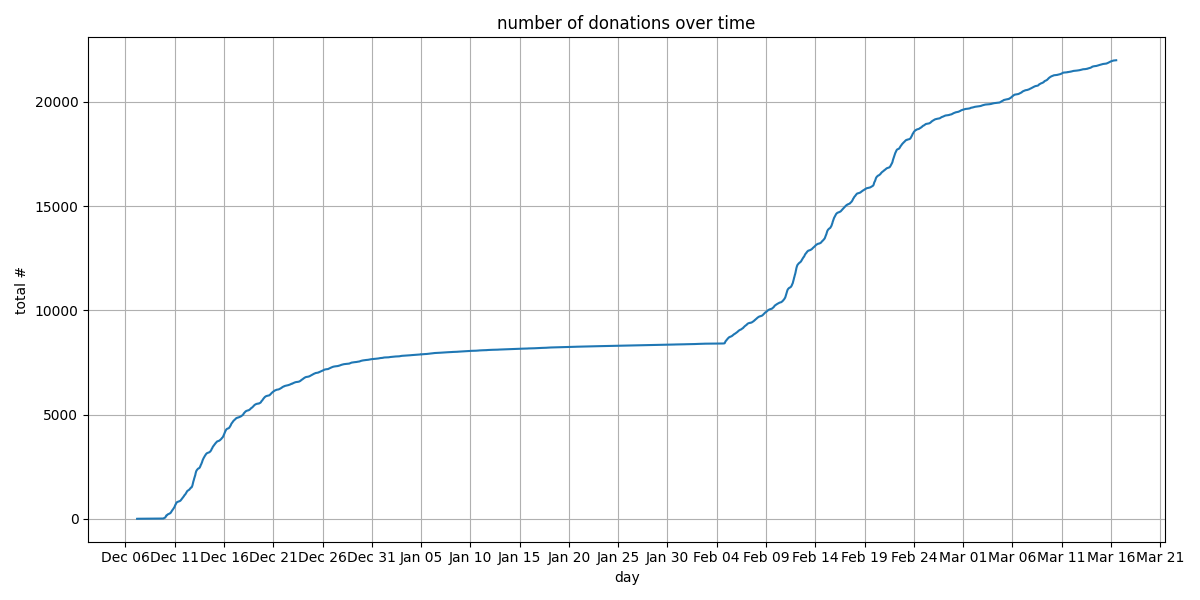 number of donations over time
total #
20000
15000
10000
5000
0
Dec 06 Dec 11 Dec 16 Dec 21 Dec 26 Dec 31 Jan 05 Jan 10 Jan 15 Jan 20 Jan 25 Jan 30 Feb 04 Feb 09 Feb 14 Feb 19 Feb 24 Mar 01 Mar 06 Mar 11 Mar 16 Mar 21
day